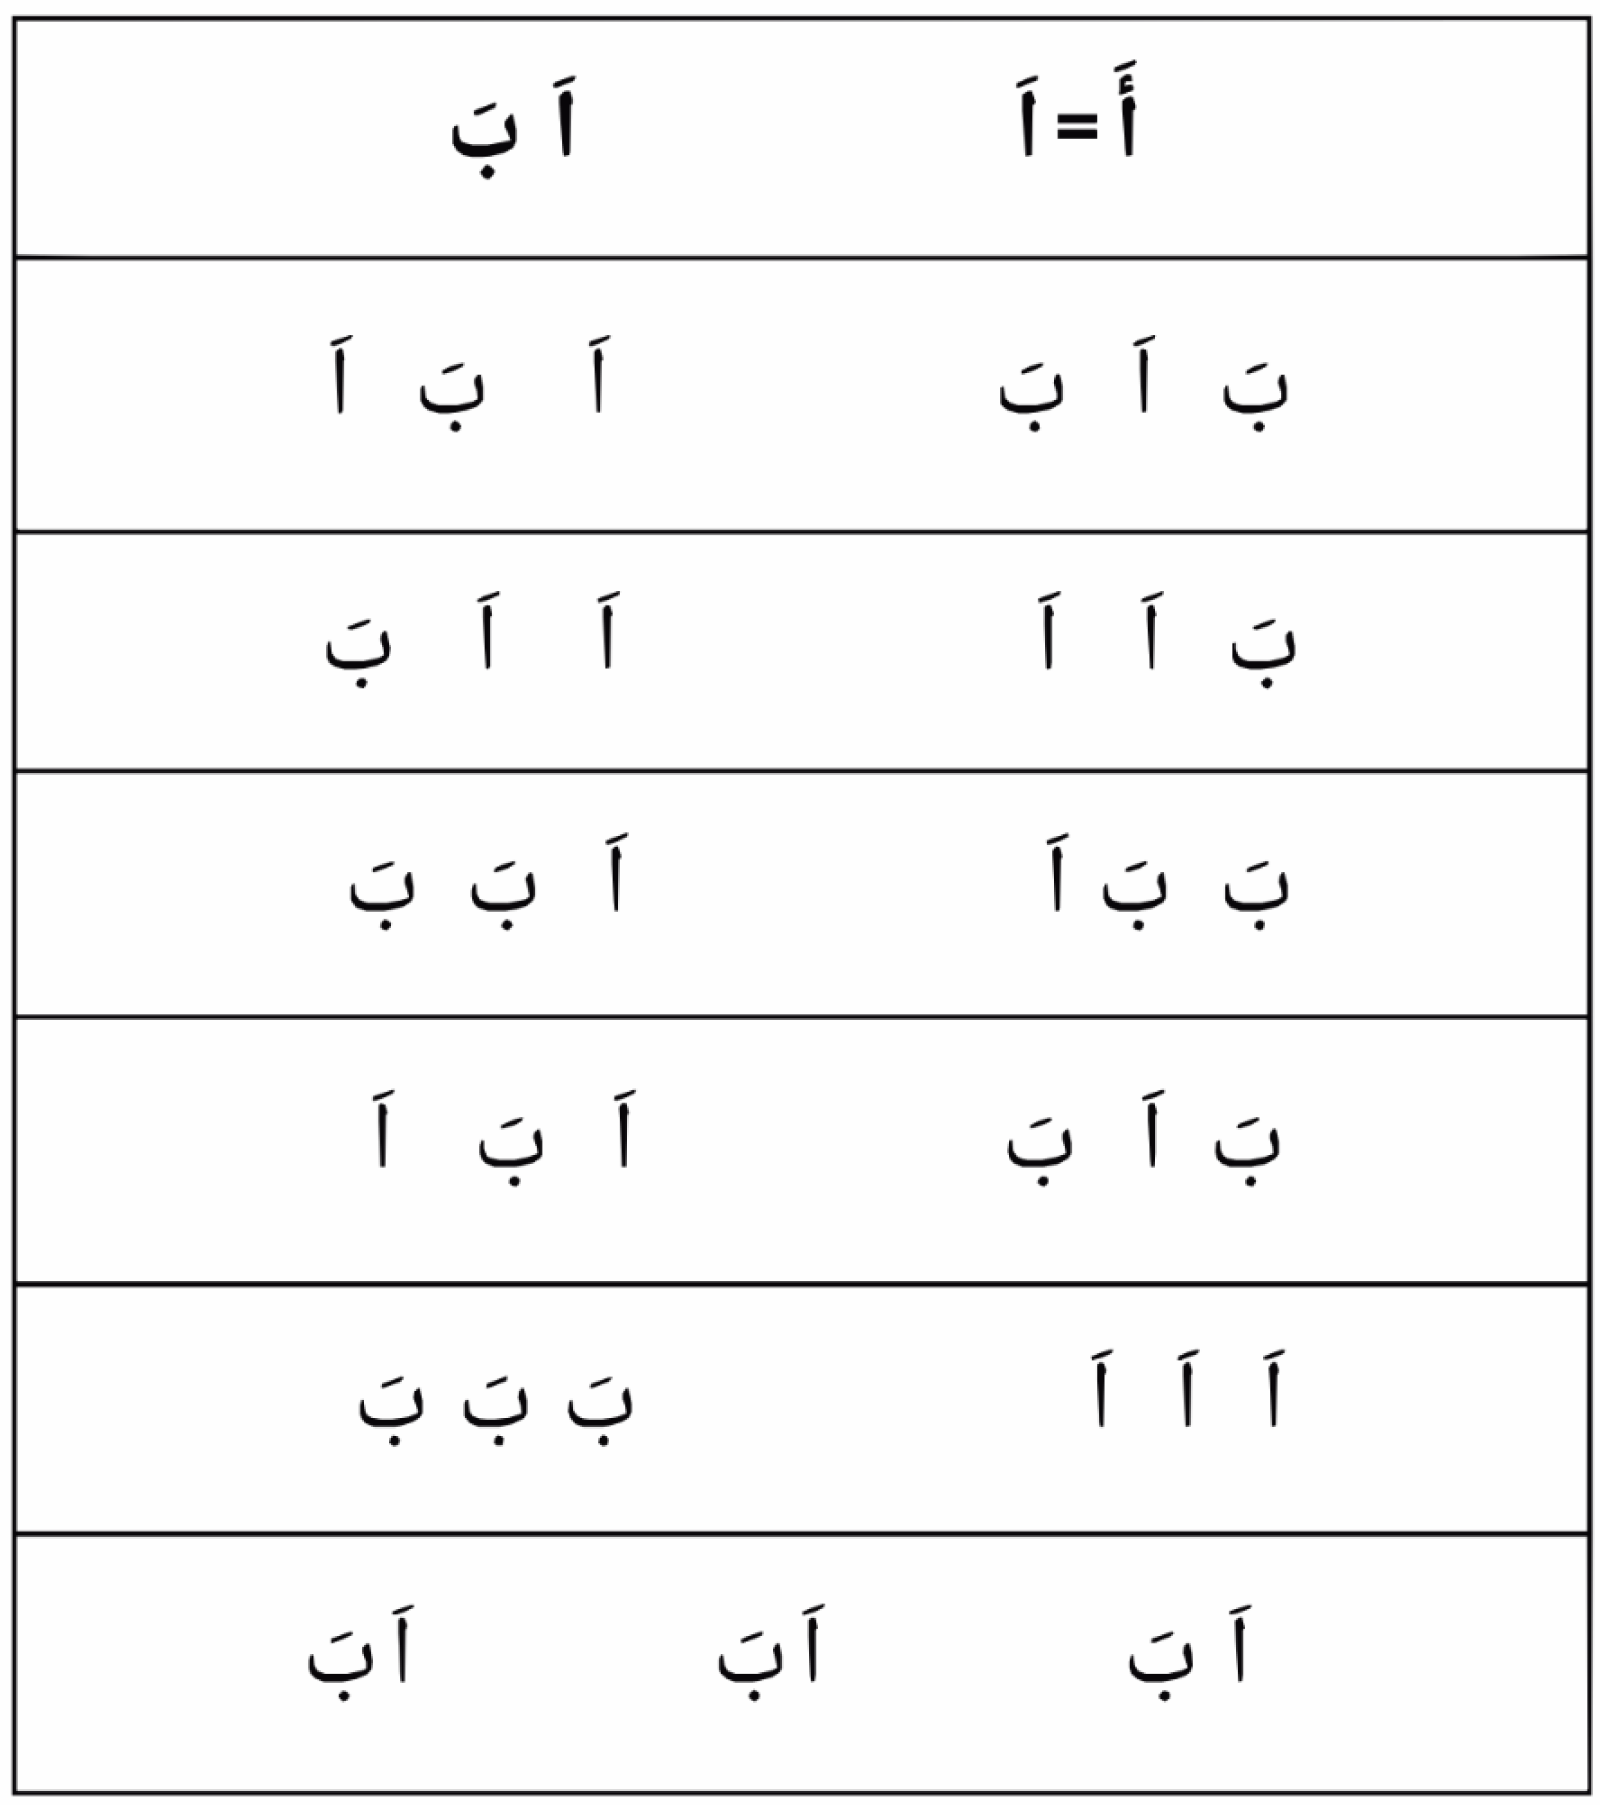 أَ = اَ اَ بَ
بَ اَ بَ اَ بَ اَ
بَ اَ اَ اَ اَ بَ
بَ بَ اَ اَ بَ بَ
بَ اَ بَ اَ بَ اَ
اَ اَ اَ بَ بَ بَ
اَ بَ اَ بَ اَ بَ